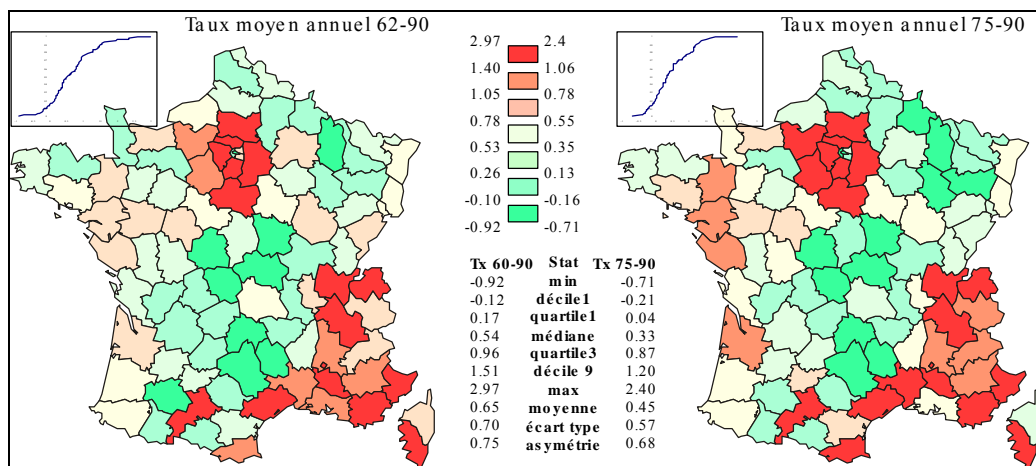 Taux moyen annuel 62-90
Taux moyen annuel 75-90
2.97 2.4
1.40 1.06
1.05 0.78
0.78 0.55
0.53 0.35
0.26 0.13
-0.10 -0.16
-0.92 -0.71
Tx 60-90 Stat Tx 75-90
-0.92 min -0.71
-0.12 décile1 -0.21
0.17 quartile1 0.04
0.54 médiane 0.33
0.96 quartile3 0.87
1.51 décile 9 1.20
2.97 max 2.40
0.65 moyenne 0.45
0.70 écart type 0.57
0.75 asymétrie 0.68